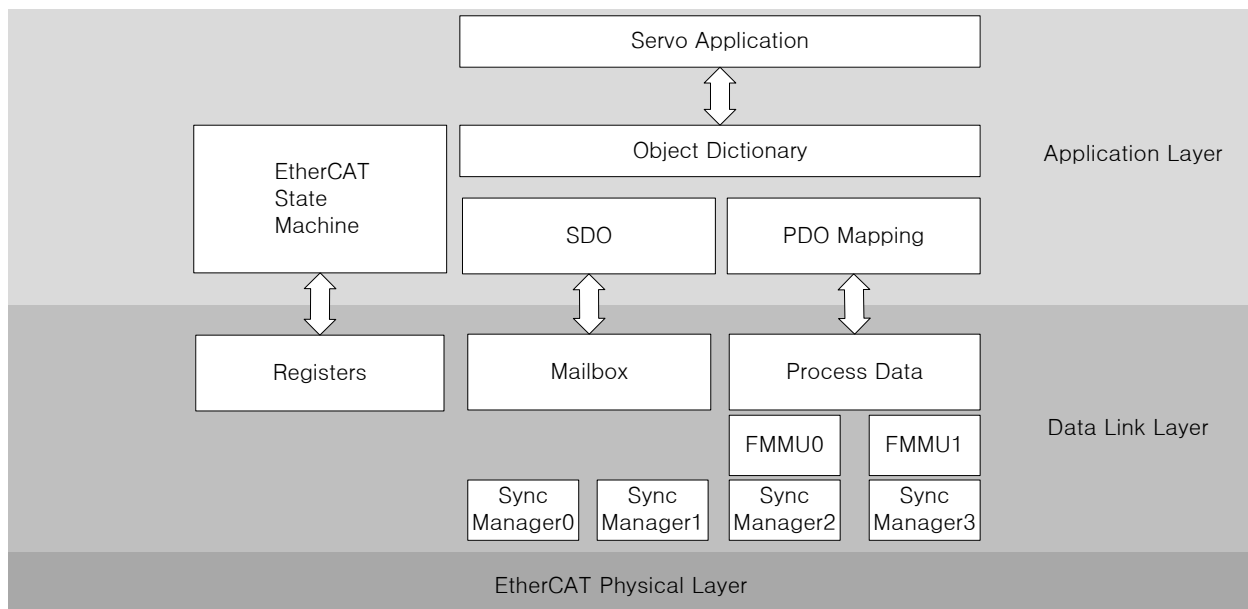 Servo Application
Object Dictionary
Application Layer
EtherCAT
State
Machine
SDO
PDO Mapping
Registers
Mailbox
Process Data
Data Link Layer
FMMU0
FMMU1
Sync
Manager0
Sync
Manager1
Sync
Manager2
Sync
Manager3
EtherCAT Physical Layer